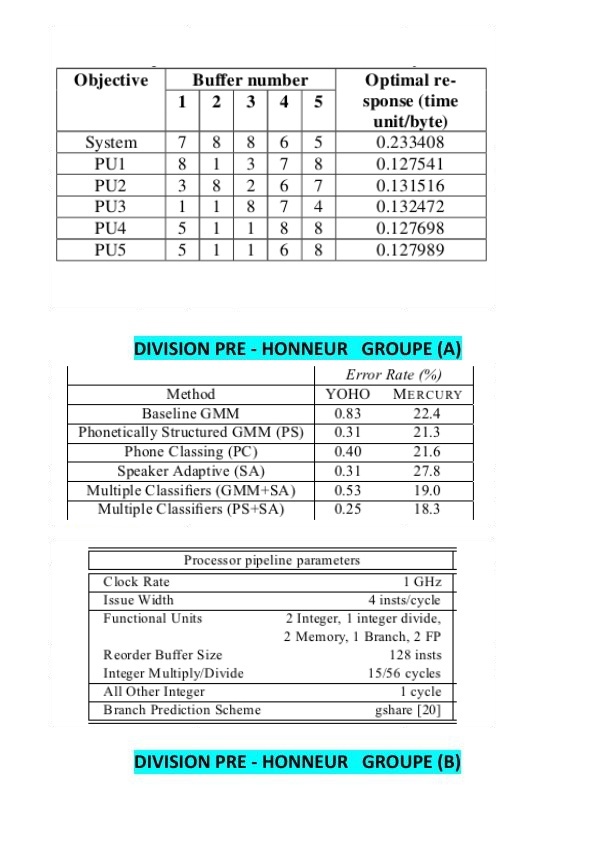 Objective Buffer number Optimal re-
1 2 3 4 5 sponse (time
unit/byte)
System 7 8 8 6 5 0.233408
PU1 8 1 3 7 8 0.127541
PU2 3 8 2 6 7 0.131516
PU3 1 1 8 7 4 0.132472
PU4 5 1 1 8 8 0.127698
PU5 5 1 1 6 8 0.127989
DIVISION PRE - HONNEUR GROUPE (A)
Error Rate (%)
Method YOHO MERCURY
Baseline GMM 0.83 22.4
Phonetically Structured GMM (PS) 0.31 21.3
Phone Classing (PC) 0.40 21.6
Speaker Adaptive (SA) 0.31 27.8
Multiple Classifiers (GMM+SA) 0.53 19.0
Multiple Classifiers (PS+SA) 0.25 18.3
Processor pipeline parameters
Clock Rate 1 GHz
Issue Width 4 insts/cycle
Functional Units 2 Integer, 1 integer divide,
2 Memory, 1 Branch, 2 FP
Reorder Buffer Size 128 insts
Integer Multiply/Divide 15/56 cycles
All Other Integer 1 cycle
Branch Prediction Scheme gshare [20]
DIVISION PRE - HONNEUR GROUPE (B)